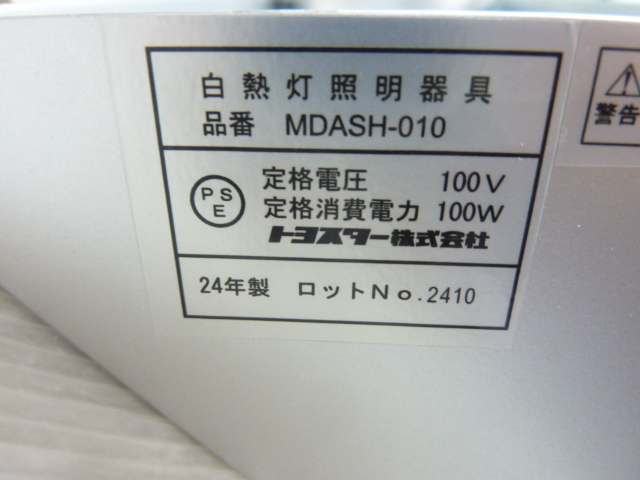 白熱灯照明器具
品番 MDASH-010
PSE
定格電圧 100V
定格消費電力 100W
トヨスター株式会社
24年製 ロットNo.2410
警告